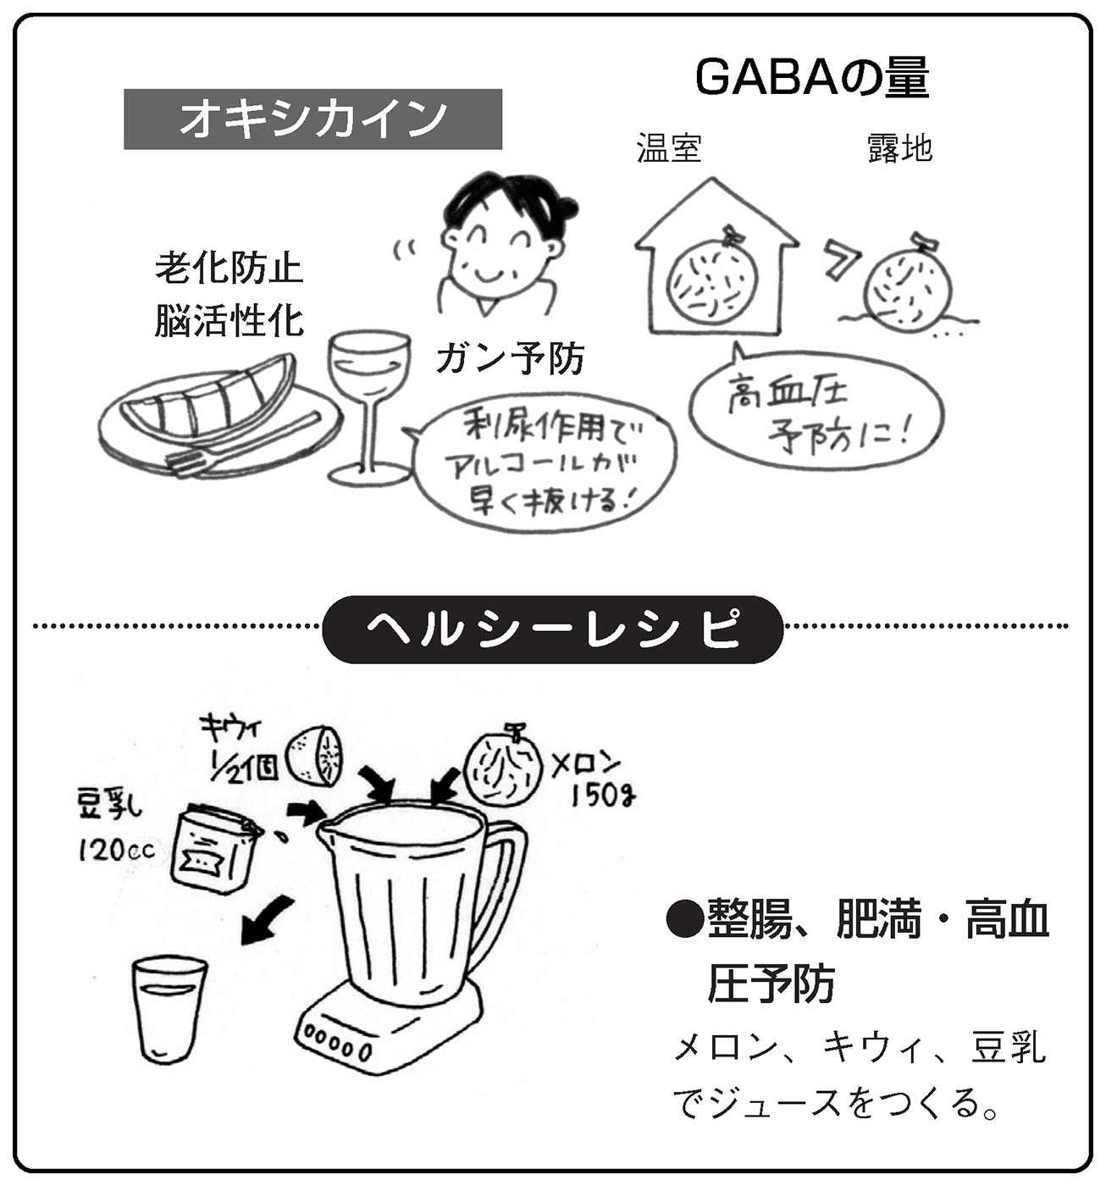 オキシカイン
老化防止
脳活性化
ガン予防
利尿作用で
アルコールが
早く抜ける!
GABAの量
温室
露地
>
高血圧
予防に!
ヘルシーレシピ
キウィ
1/2個
メロン
150g
豆乳
120cc
●整腸、肥満・高血
圧予防
メロン、キウィ、豆乳
でジュースをつくる。